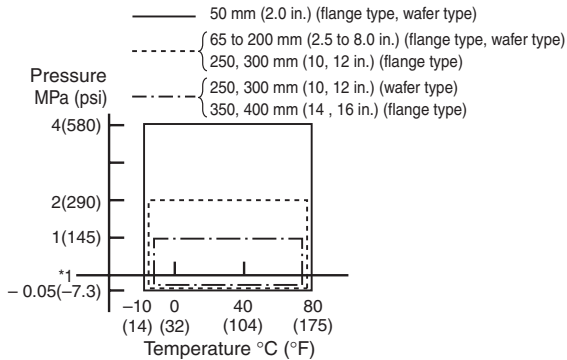 50 mm (2.0 in.) (flange type, wafer type)
65 to 200 mm (2.5 to 8.0 in.) (flange type, wafer type)
250, 300 mm (10, 12 in.) (flange type)
250, 300 mm (10, 12 in.) (wafer type)
350, 400 mm (14 , 16 in.) (flange type)
Pressure
MPa (psi)
4(580)
2(290)
1(145)
*1
– 0.05(–7.3)
–10 0 40 80
(14) (32) (104) (175)
Temperature °C (°F)